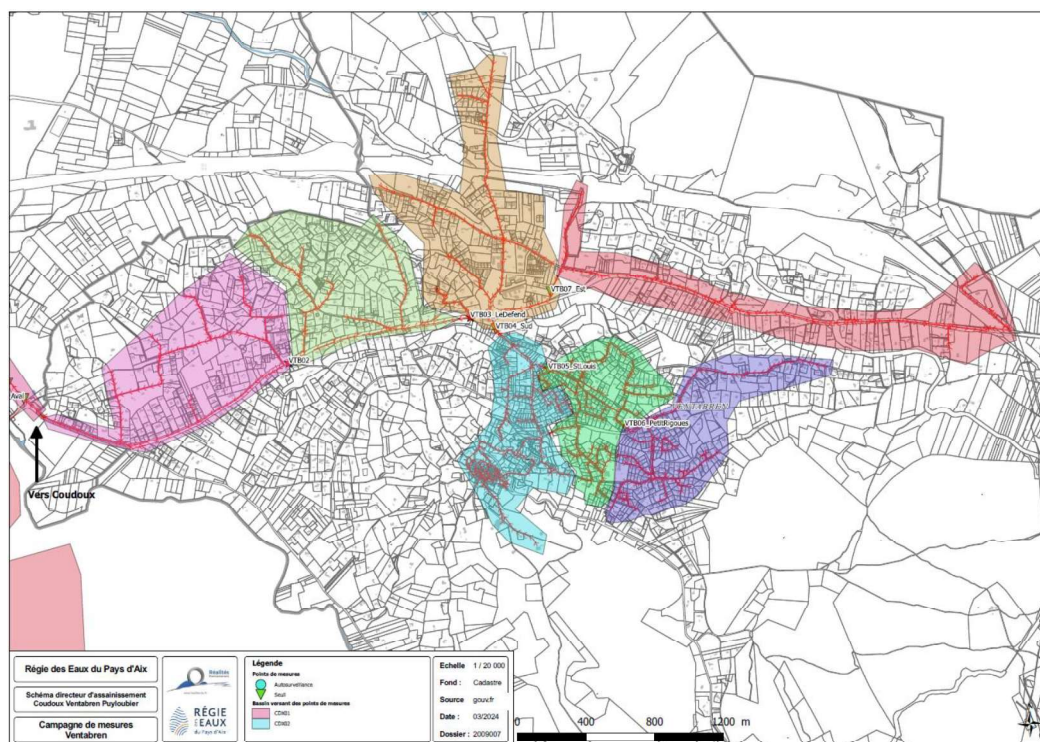 VTB07_Est
VTB03_LeDefend
VTB04_Sud
VTB02
VTB05_StLouis
Aval
VTB06_PetitRigoues
Vers Coudoux
Régie des Eaux du Pays d'Aix
Schéma directeur d'assainissement
Coudoux Ventabren Puyloubier
Campagne de mesures
Ventabren
RÉGIE
DES EAUX
du Pays d'Aix
Légende
Points de mesures
Autosurveillance
Seuil
Bassin versant des points de mesures
CDX01
CDX02
Echelle 1 / 20 000
Fond : Cadastre
Source gouv.fr
Date : 03/2024
Dossier : 2009007
0 400 800 1200 m